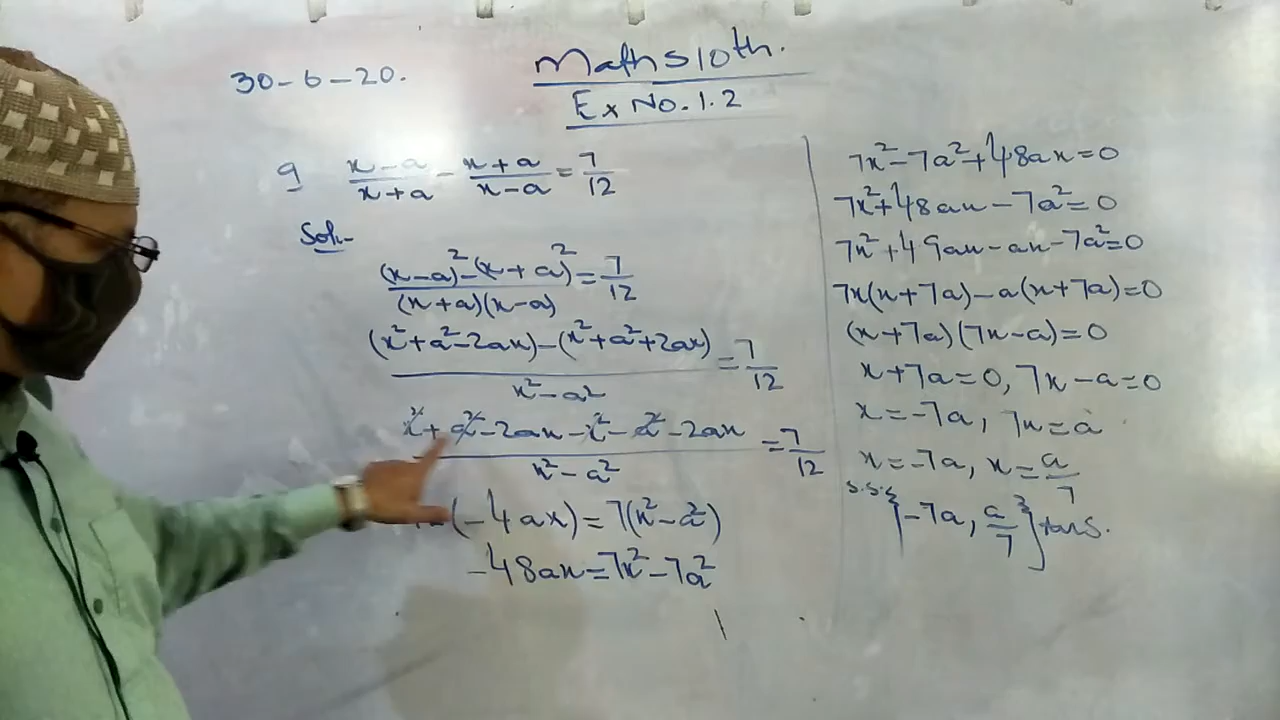 30-6-20.
Maths 10th.
Ex No. 1.2
9 (x-a)/(x+a) - (x+a)/(x-a) = 7/12
Sol:-
((x-a)²-(x+a)²)/((x+a)(x-a)) = 7/12
((x²+a²-2ax)-(x²+a²+2ax))/(x²-a²) = 7/12
(x²+a²-2ax-x²-a²-2ax)/(x²-a²) = 7/12
(-4ax)=7(x²-a²)
-48ax=7x²-7a²
7x²-7a²+48ax=0
7x²+48ax-7a²=0
7x²+49ax-ax-7a²=0
7x(x+7a)-a(x+7a)=0
(x+7a)(7x-a)=0
x+7a=0, 7x-a=0
x=-7a, 7x=a
x=-7a, x=a/7
S.S {-7a, a/7} Ans.